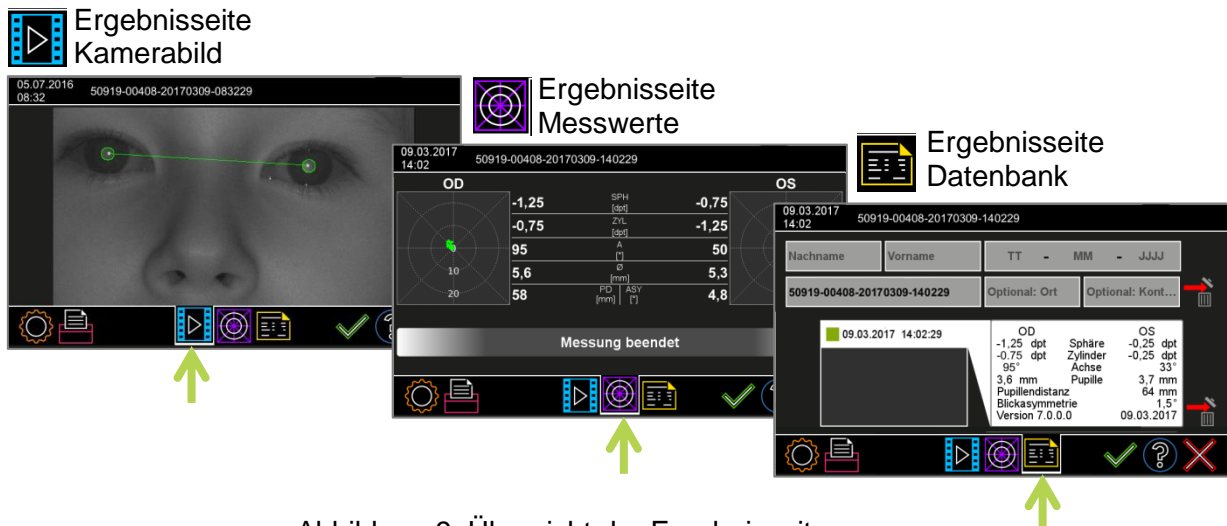 Ergebnisseite
Kamerabild
05.07.2016
08:32
50919-00408-20170309-083229
Ergebnisseite
Messwerte
09.03.2017
14:02
50919-00408-20170309-140229
OD
OS
-1,25 SPH [dpt] -0,75
-0,75 ZYL [dpt] -1,25
95 A [°] 50
5,6 Ø [mm] 5,3
58 PD [mm] ASY [°] 4,8
10
20
Messung beendet
Ergebnisseite
Datenbank
09.03.2017
14:02
50919-00408-20170309-140229
Nachname Vorname TT - MM - JJJJ
50919-00408-20170309-140229 Optional: Ort Optional: Kont...
09.03.2017 14:02:29
OD OS
-1,25 dpt Sphäre -0,25 dpt
-0.75 dpt Zylinder -0,25 dpt
95° Achse 33°
3,6 mm Pupille 3,7 mm
Pupillendistanz 64 mm
Blickasymmetrie 1,5°
Version 7.0.0.0 09.03.2017
?